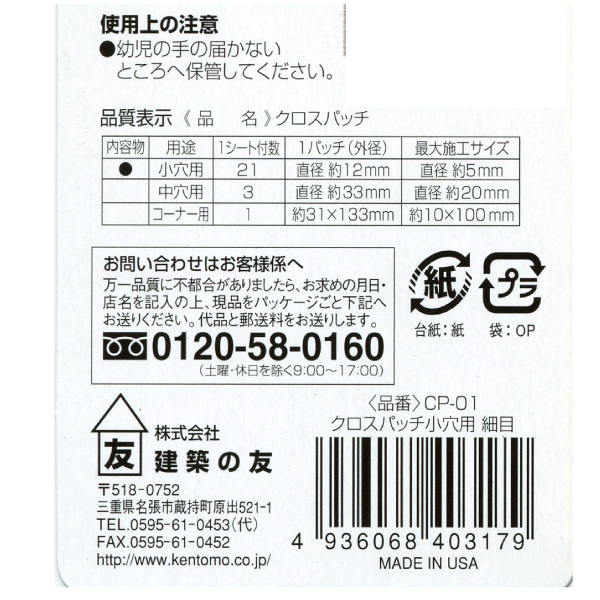 使用上の注意
●幼児の手の届かない
ところへ保管してください。
品質表示《品　名》クロスパッチ
内容物 用途 1シート付数 1パッチ(外径) 最大施工サイズ
● 小穴用 21 直径 約12mm 直径 約5mm
中穴用 3 直径 約33mm 直径 約20mm
コーナー用 1 約31×133mm 約10×100mm
お問い合わせはお客様係へ
万一品質に不都合がありましたら、お求めの月日・
店名を記入の上、現品をパッケージごと下記へ
お送りください。代品と郵送料をお送りします。
0120-58-0160
(土曜・休日を除く9:00〜17:00)
紙
プラ
台紙:紙　袋:OP
〈品番〉CP-01
クロスパッチ小穴用 細目
友
株式会社
建築の友
〒518-0752
三重県名張市蔵持町原出521-1
TEL.0595-61-0453(代)
FAX.0595-61-0452
http://www.kentomo.co.jp/
4 936068 403179
MADE IN USA